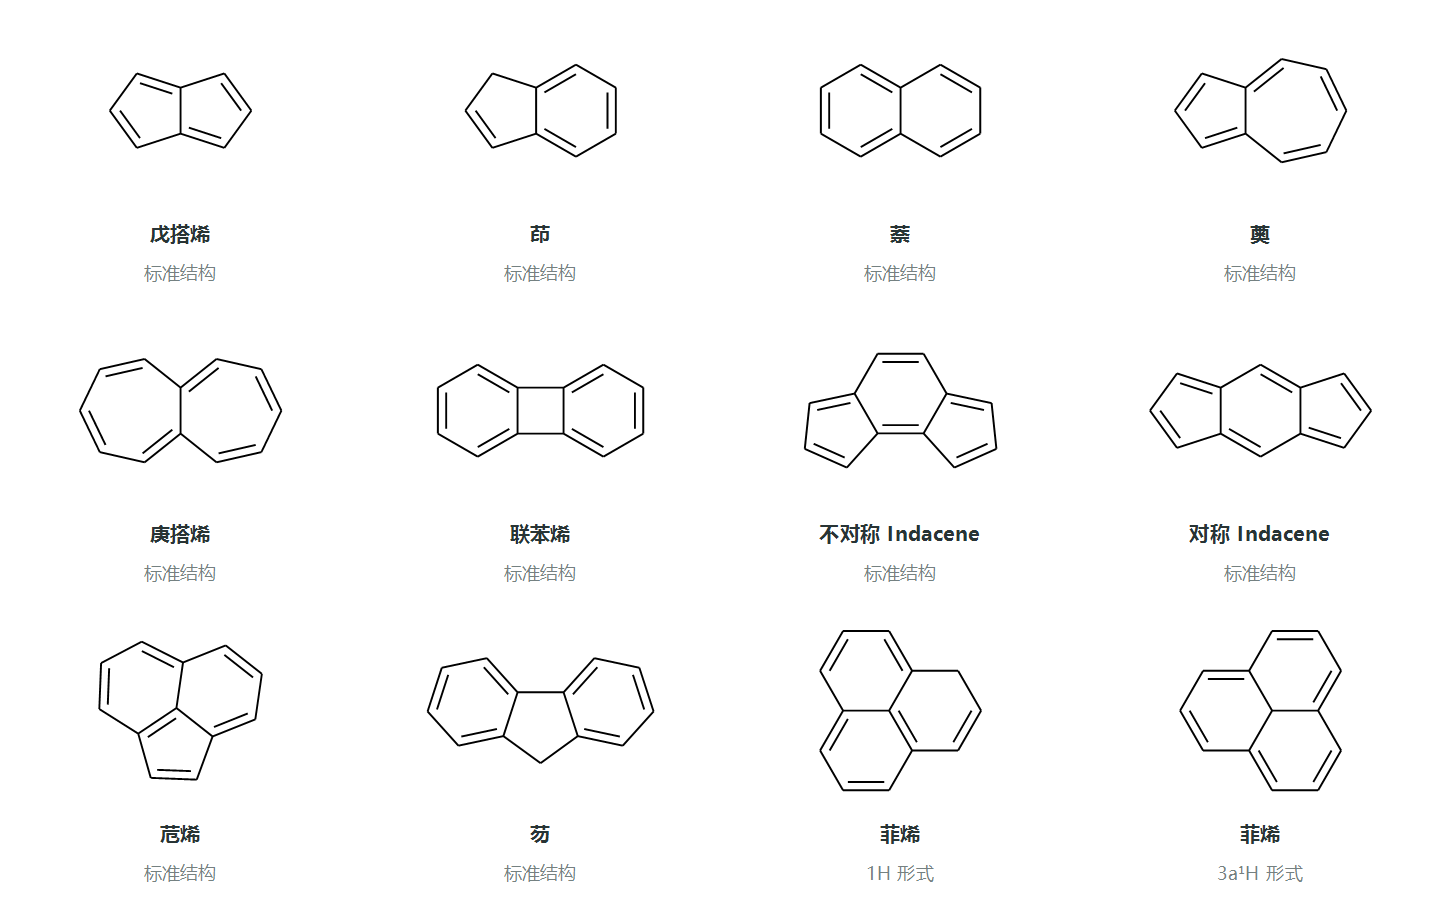 戊搭烯
茚
萘
薁
标准结构
标准结构
标准结构
标准结构
庚搭烯
联苯烯
不对称 Indacene
对称 Indacene
标准结构
标准结构
标准结构
标准结构
苊烯
芴
菲烯
菲烯
标准结构
标准结构
1H 形式
3a¹H 形式